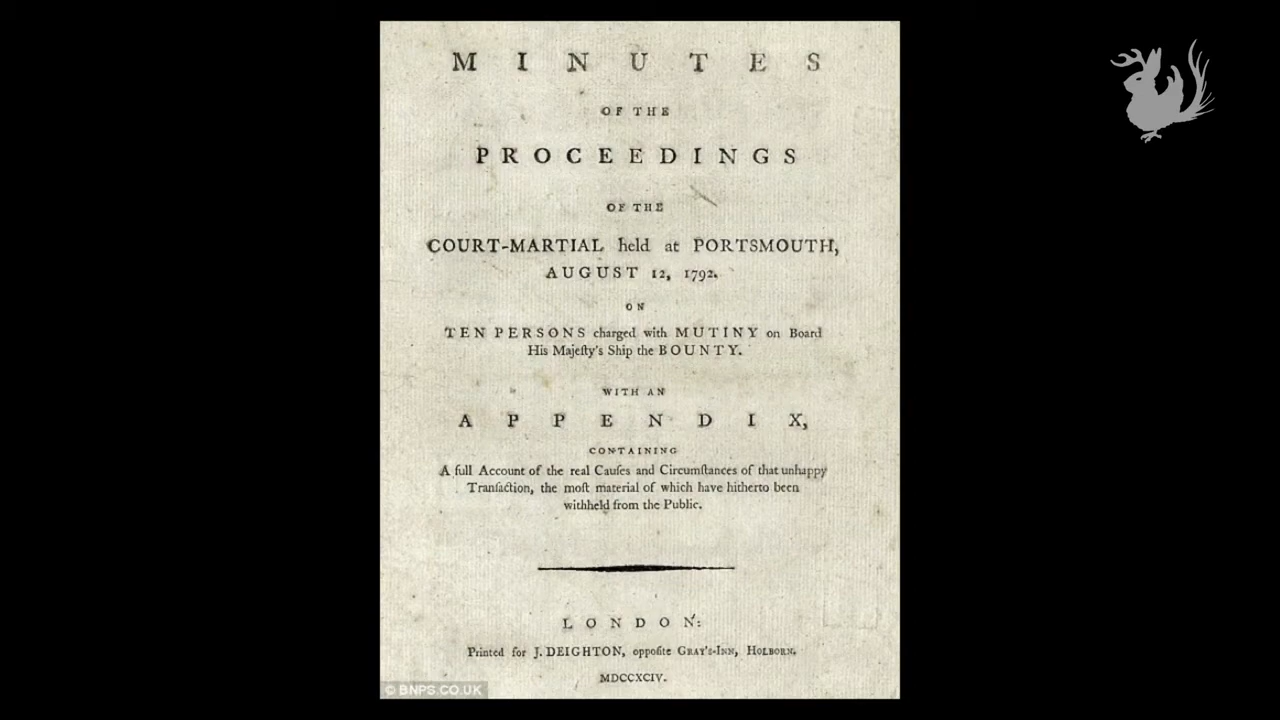 MINUTES
OF THE
PROCEEDINGS
OF THE
COURT-MARTIAL held at PORTSMOUTH,
AUGUST 12, 1792.
ON
TEN PERSONS charged with MUTINY on Board
His Majeſty's Ship the BOUNTY.
WITH AN
APPENDIX,
CONTAINING
A full Account of the real Cauſes and Circumſtances of that unhappy
Tranſaction, the moſt material of which have hitherto been
withheld from the Public.
LONDON:
Printed for J. DEIGHTON, oppoſite GRAY'S-INN, HOLBORN.
MDCCXCIV.
© BNPS.CO.UK